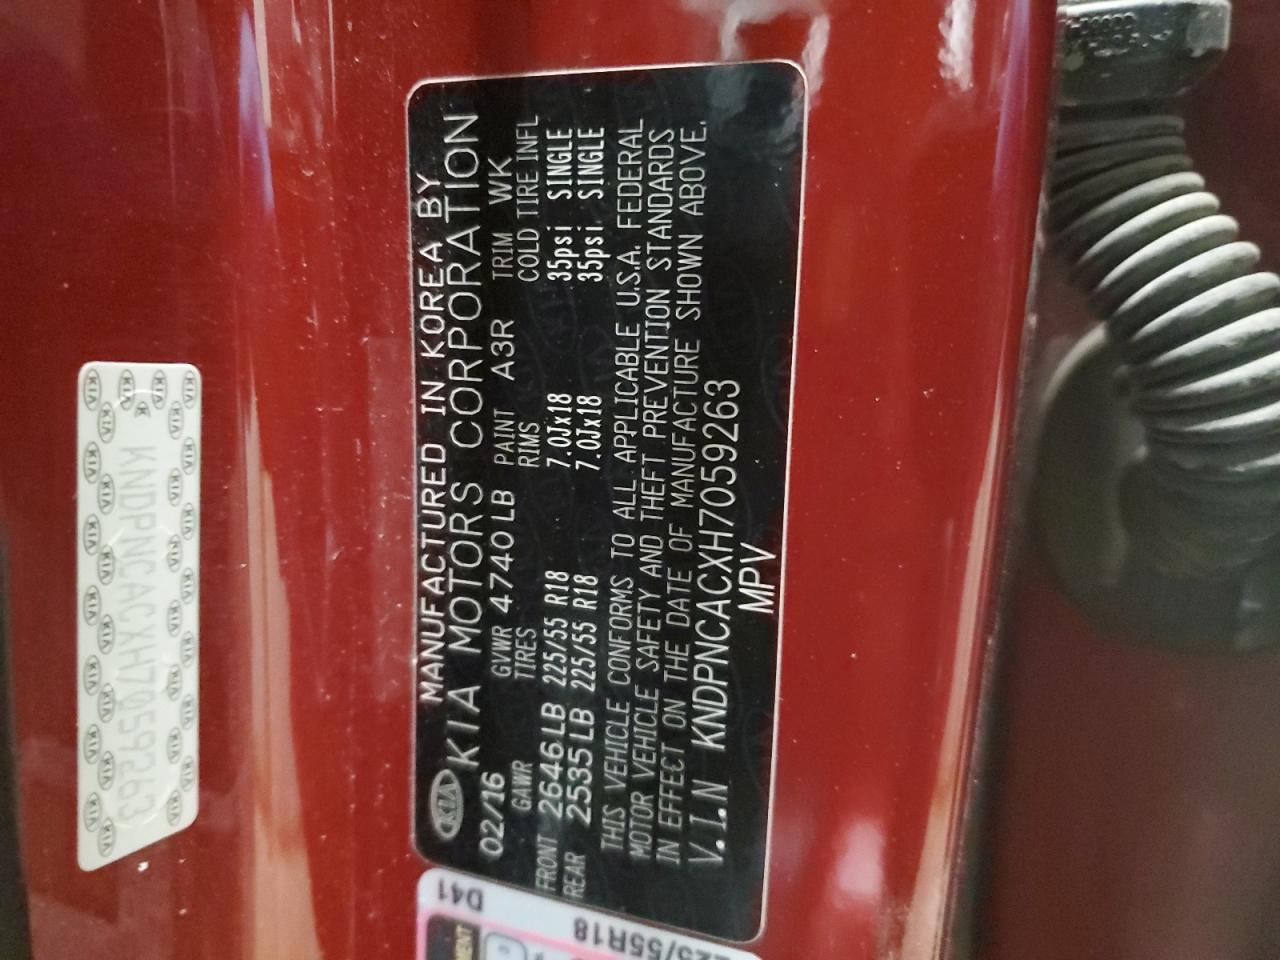 KIA MANUFACTURED IN KOREA BY
KIA MOTORS CORPORATION
02/16 GVWR 4740LB PAINT A3R TRIM WK
GAWR TIRES RIMS COLD TIRE INFL
FRONT 2646LB 225/55 R18 7.0Jx18 35psi SINGLE
REAR 2535LB 225/55 R18 7.0Jx18 35psi SINGLE
THIS VEHICLE CONFORMS TO ALL APPLICABLE U.S.A. FEDERAL
MOTOR VEHICLE SAFETY AND THEFT PREVENTION STANDARDS
IN EFFECT ON THE DATE OF MANUFACTURE SHOWN ABOVE.
V.I.N KNDPNCACXH7059263
MPV
KNDPNCACXH7059263
D41
225/55R18